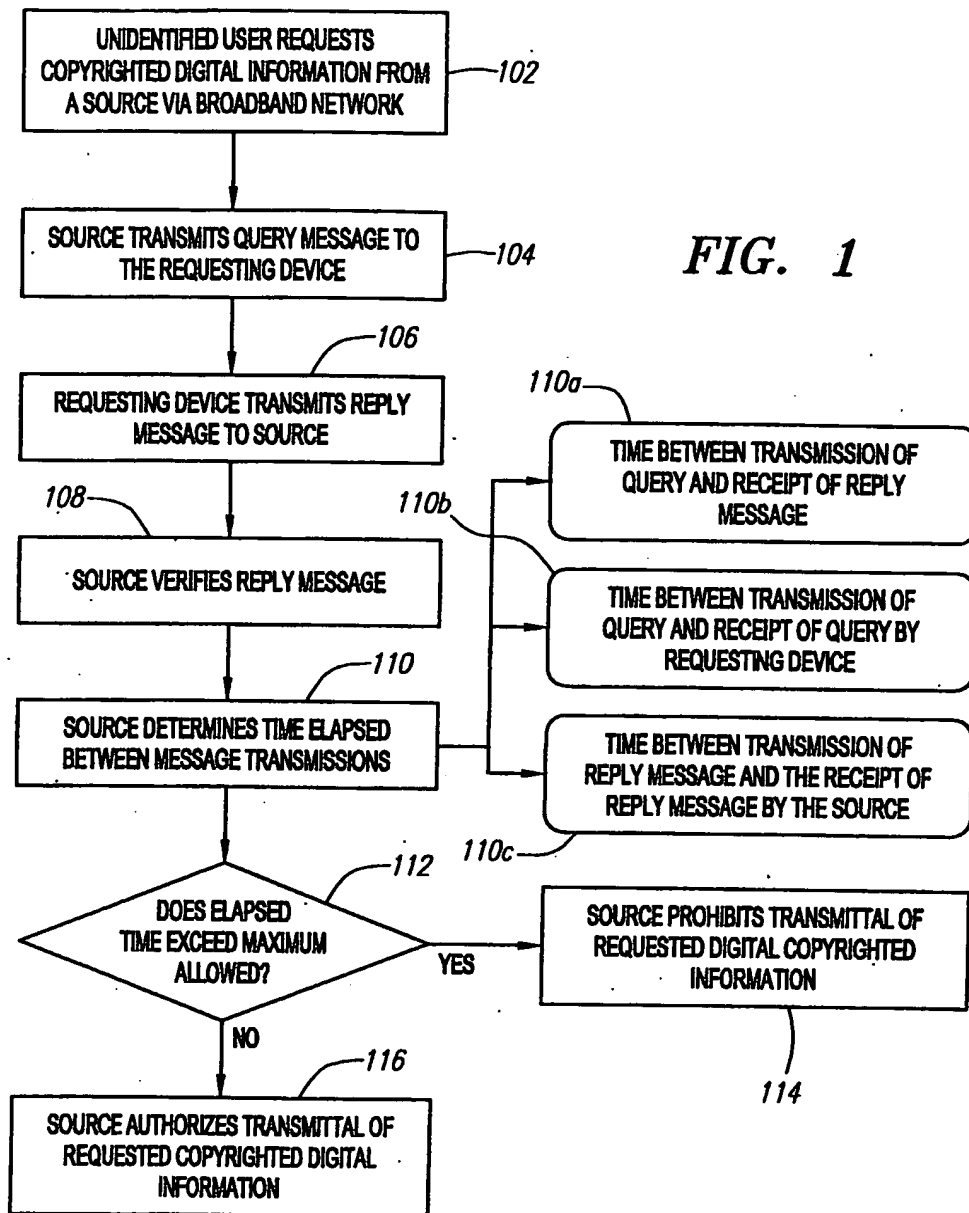 UNIDENTIFIED USER REQUESTS
COPYRIGHTED DIGITAL INFORMATION FROM
A SOURCE VIA BROADBAND NETWORK
102
SOURCE TRANSMITS QUERY MESSAGE TO
THE REQUESTING DEVICE
104
FIG. 1
106
REQUESTING DEVICE TRANSMITS REPLY
MESSAGE TO SOURCE
110a
TIME BETWEEN TRANSMISSION OF
QUERY AND RECEIPT OF REPLY
MESSAGE
108
SOURCE VERIFIES REPLY MESSAGE
110b
TIME BETWEEN TRANSMISSION OF
QUERY AND RECEIPT OF QUERY BY
REQUESTING DEVICE
110
SOURCE DETERMINES TIME ELAPSED
BETWEEN MESSAGE TRANSMISSIONS
TIME BETWEEN TRANSMISSION OF
REPLY MESSAGE AND THE RECEIPT OF
REPLY MESSAGE BY THE SOURCE
110c
112
DOES ELAPSED
TIME EXCEED MAXIMUM
ALLOWED?
YES
SOURCE PROHIBITS TRANSMITTAL OF
REQUESTED DIGITAL COPYRIGHTED
INFORMATION
114
NO
116
SOURCE AUTHORIZES TRANSMITTAL OF
REQUESTED COPYRIGHTED DIGITAL
INFORMATION